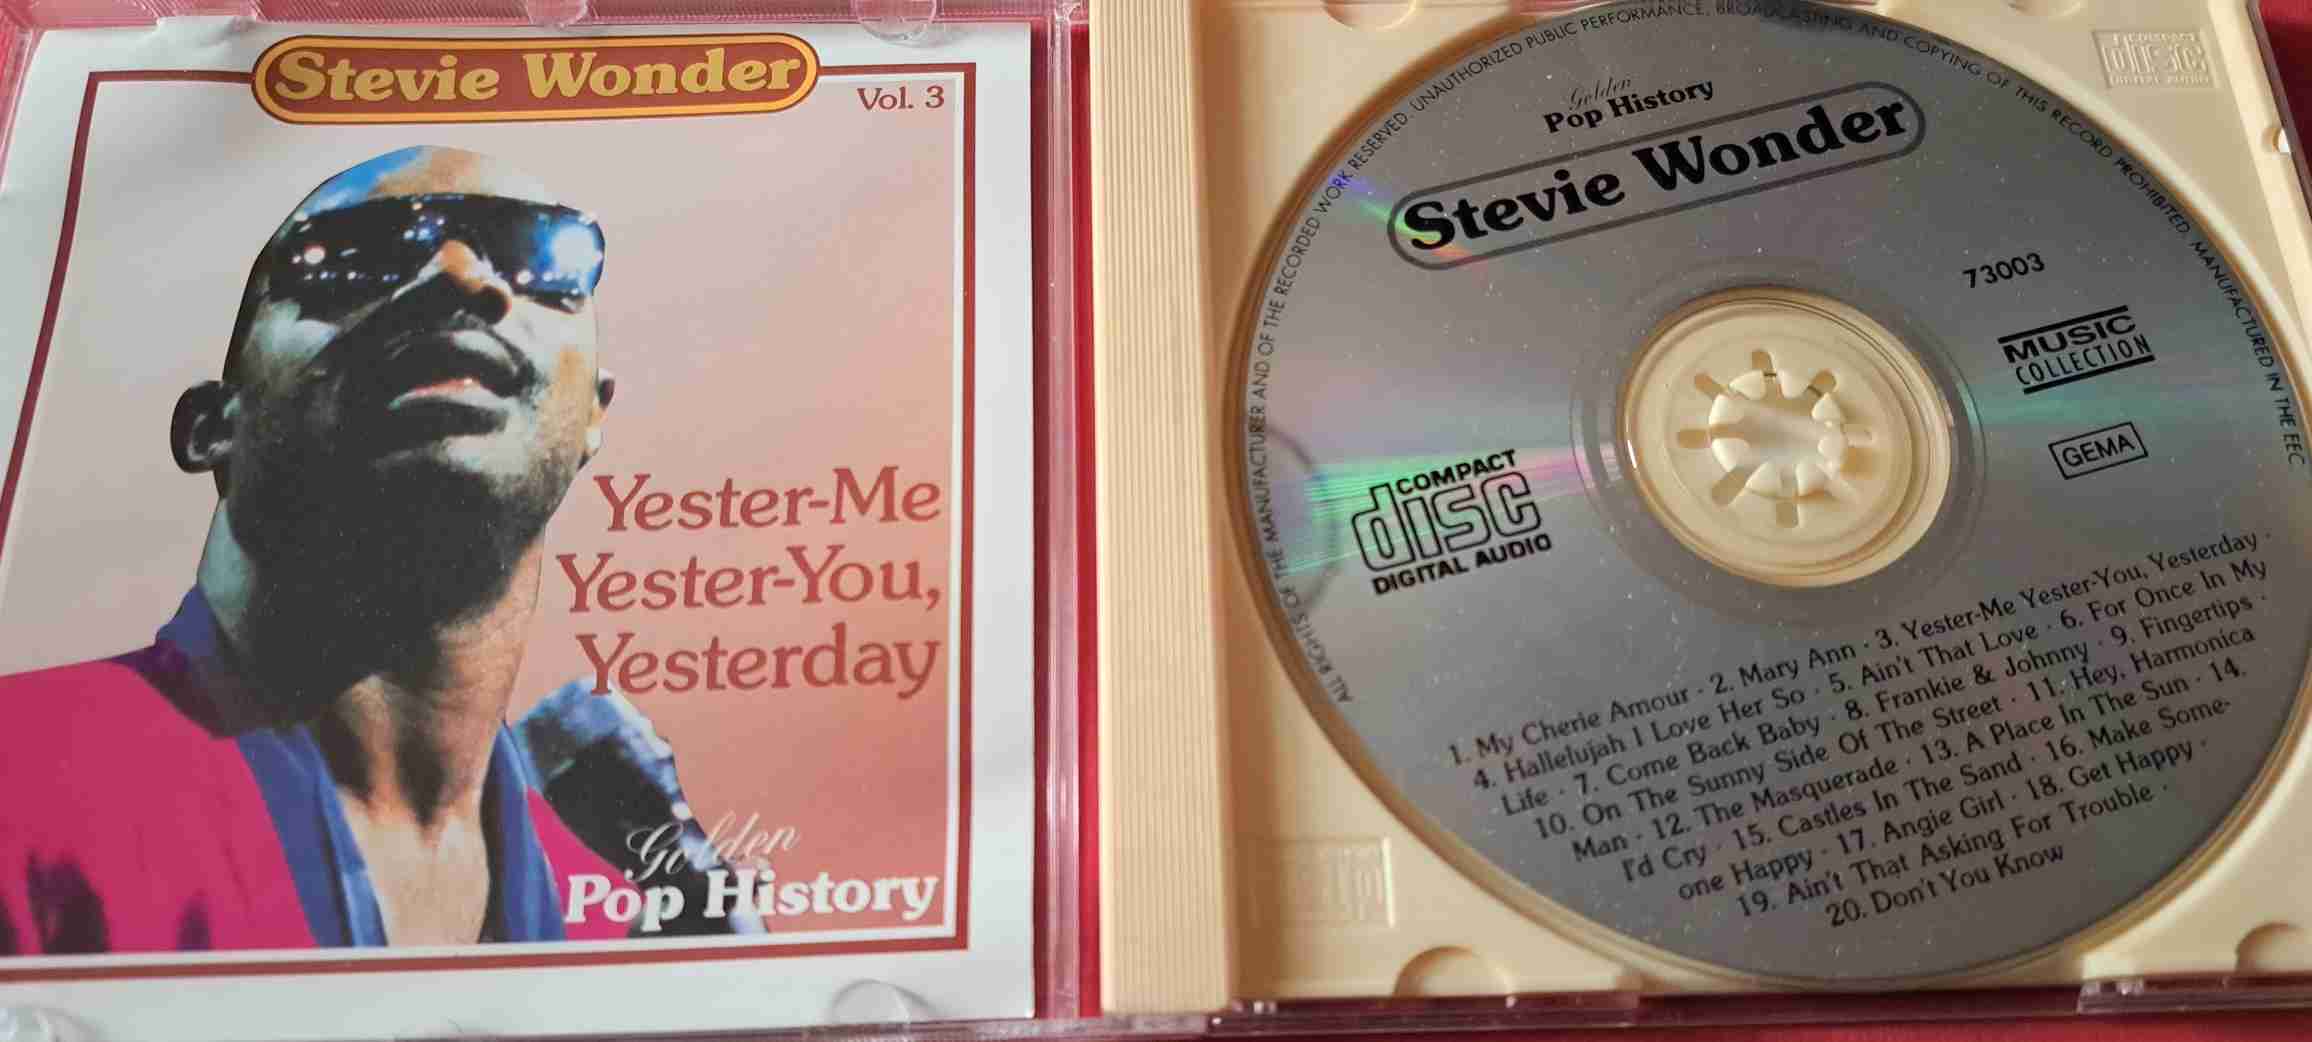 Stevie Wonder
Vol. 3
Yester-Me
Yester-You,
Yesterday
Golden
Pop History
ALL RIGHTS OF THE MANUFACTURER AND OF THE RECORDED WORK RESERVED. UNAUTHORIZED PUBLIC PERFORMANCE, BROADCASTING AND COPYING OF THIS RECORD PROHIBITED. MANUFACTURED IN THE EEC
Golden
Pop History
Stevie Wonder
73003
MUSIC
COLLECTION
GEMA
COMPACT
disc
DIGITAL AUDIO
1. My Cherie Amour · 2. Mary Ann · 3. Yester-Me Yester-You, Yesterday ·
4. Hallelujah I Love Her So · 5. Ain't That Love · 6. For Once In My
Life · 7. Come Back Baby · 8. Frankie & Johnny · 9. Fingertips ·
10. On The Sunny Side Of The Street · 11. Hey, Harmonica
Man · 12. The Masquerade · 13. A Place In The Sun · 14.
I'd Cry · 15. Castles In The Sand · 16. Make Some-
one Happy · 17. Angie Girl · 18. Get Happy ·
19. Ain't That Asking For Trouble ·
20. Don't You Know
COMPACT
disc
DIGITAL AUDIO